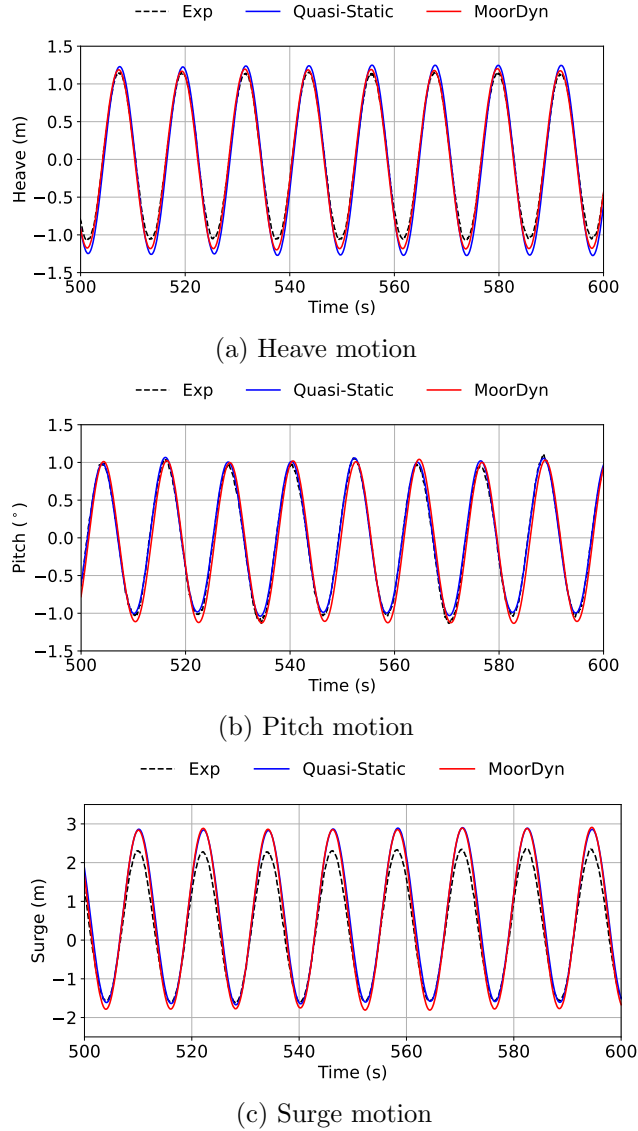 Exp Quasi-Static MoorDyn
1.5
1.0
0.5
0.0
−0.5
−1.0
−1.5
Heave (m)
500 520 540 560 580 600
Time (s)
(a) Heave motion
Exp Quasi-Static MoorDyn
1.5
1.0
0.5
0.0
−0.5
−1.0
−1.5
Pitch (°)
500 520 540 560 580 600
Time (s)
(b) Pitch motion
Exp Quasi-Static MoorDyn
3
2
1
0
−1
−2
Surge (m)
500 520 540 560 580 600
Time (s)
(c) Surge motion